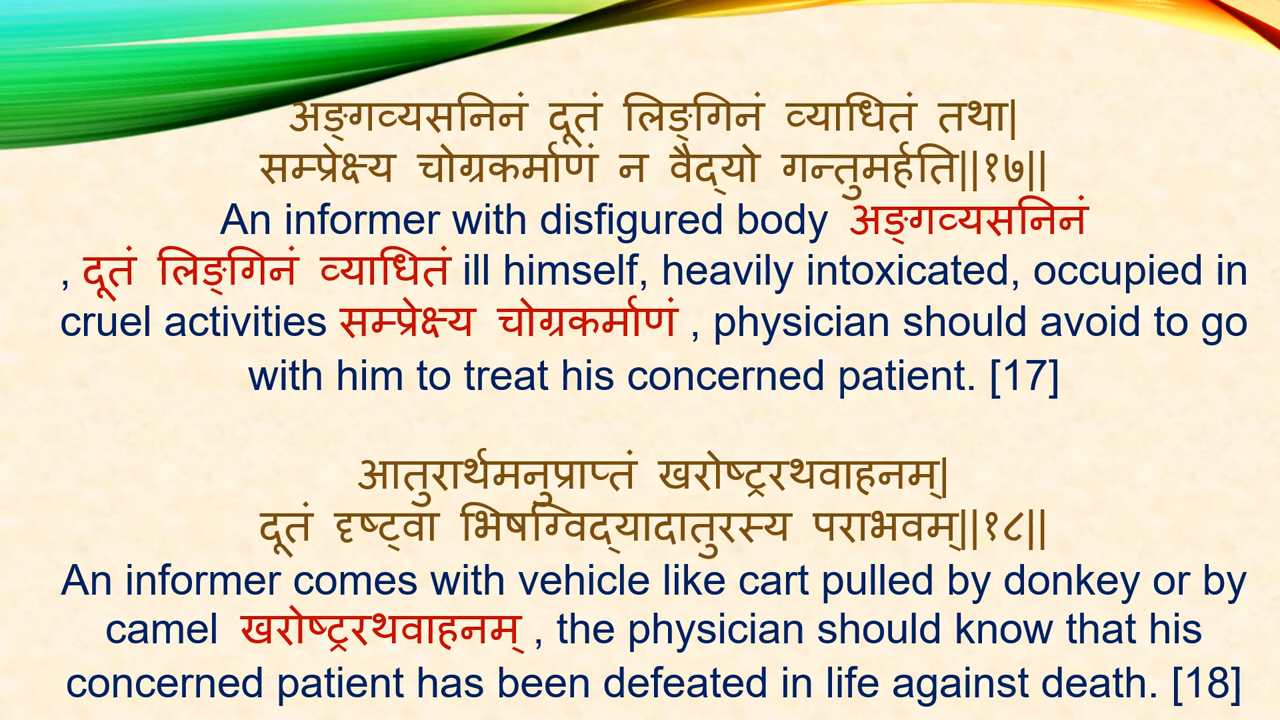 अङ्गव्यसनिनं दूतं लिङ्गिनं व्याधितं तथा|
सम्प्रेक्ष्य चोग्रकर्माणं न वैद्यो गन्तुमर्हति||१७||
An informer with disfigured body अङ्गव्यसनिनं
, दूतं लिङ्गिनं व्याधितं ill himself, heavily intoxicated, occupied in
cruel activities सम्प्रेक्ष्य चोग्रकर्माणं , physician should avoid to go
with him to treat his concerned patient. [17]
आतुरार्थमनुप्राप्तं खरोष्ट्ररथवाहनम्|
दूतं दृष्ट्वा भिषग्विद्यादातुरस्य पराभवम्||१८||
An informer comes with vehicle like cart pulled by donkey or by
camel खरोष्ट्ररथवाहनम् , the physician should know that his
concerned patient has been defeated in life against death. [18]